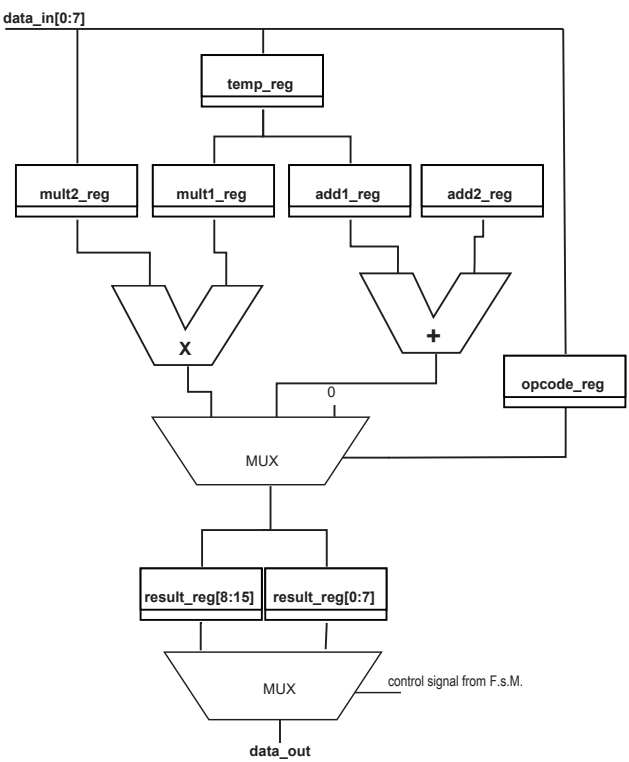 data_in[0:7]
temp_reg
mult2_reg
mult1_reg
add1_reg
add2_reg
X
+
opcode_reg
0
MUX
result_reg[8:15]
result_reg[0:7]
MUX
control signal from F.s.M.
data_out